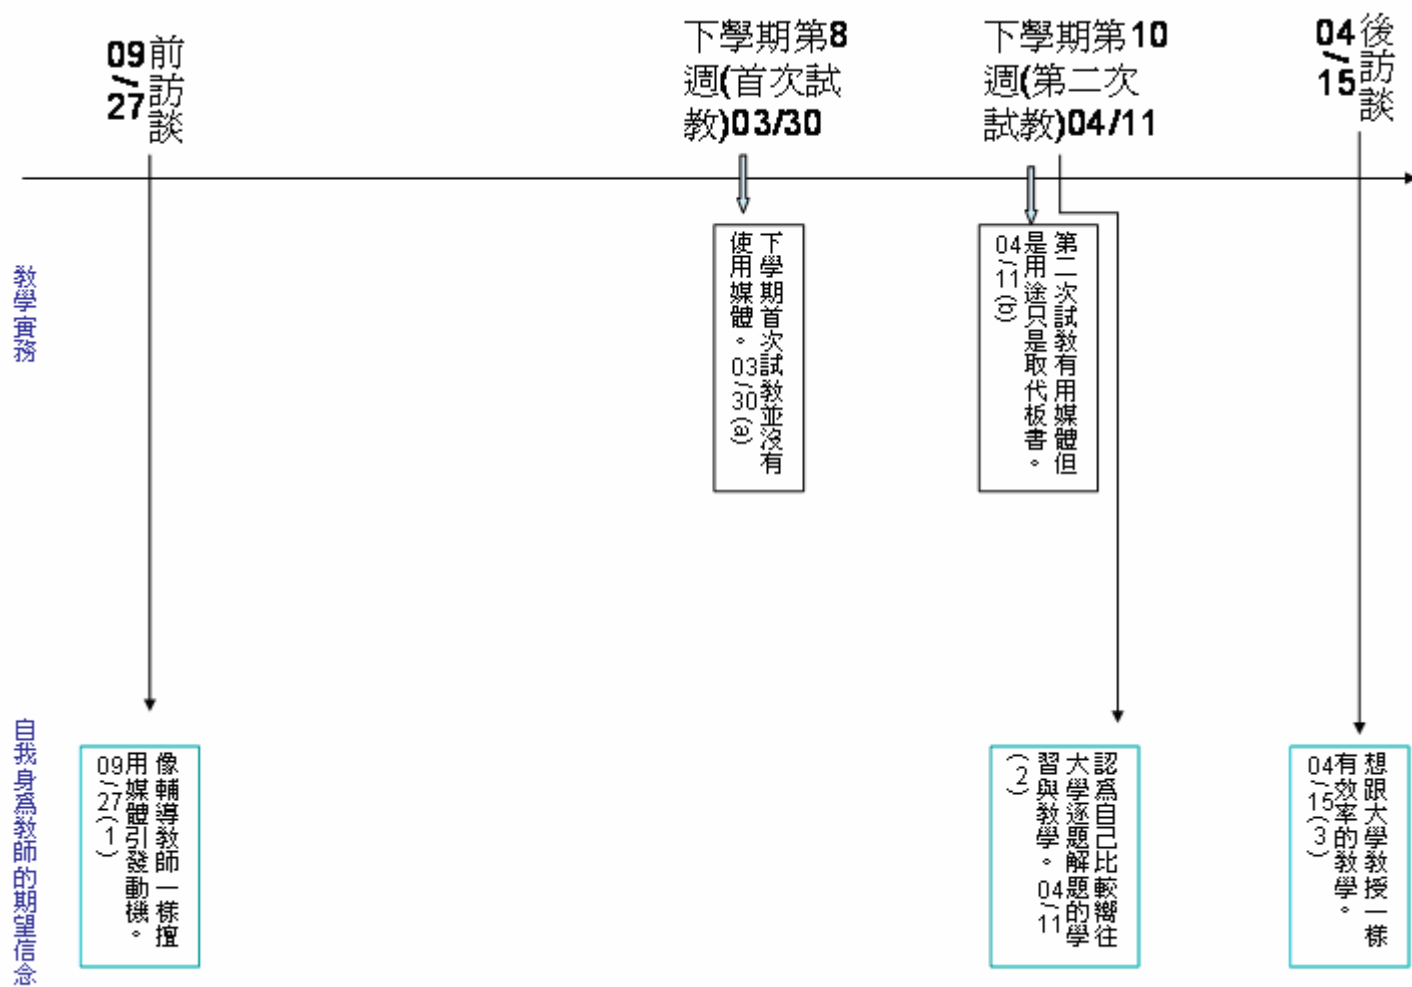 09/27
前訪談
下學期第8
週(首次試
教)03/30
下學期第10
週(第二次
試教)04/11
04/15
後訪談
教學實務
下學期首次試教並沒有
使用媒體。03/30(a)
第二次試教有用媒體但
是用途只是取代板書。
04/11(b)
自我身為教師的期望信念
像輔導教師一樣擅
用媒體引發動機。
09/27(1)
認為自己比較嚮往
大學逐題解題的學
習與教學。04/11
(2)
想跟大學教授一樣
有效率的教學。
04/15(3)